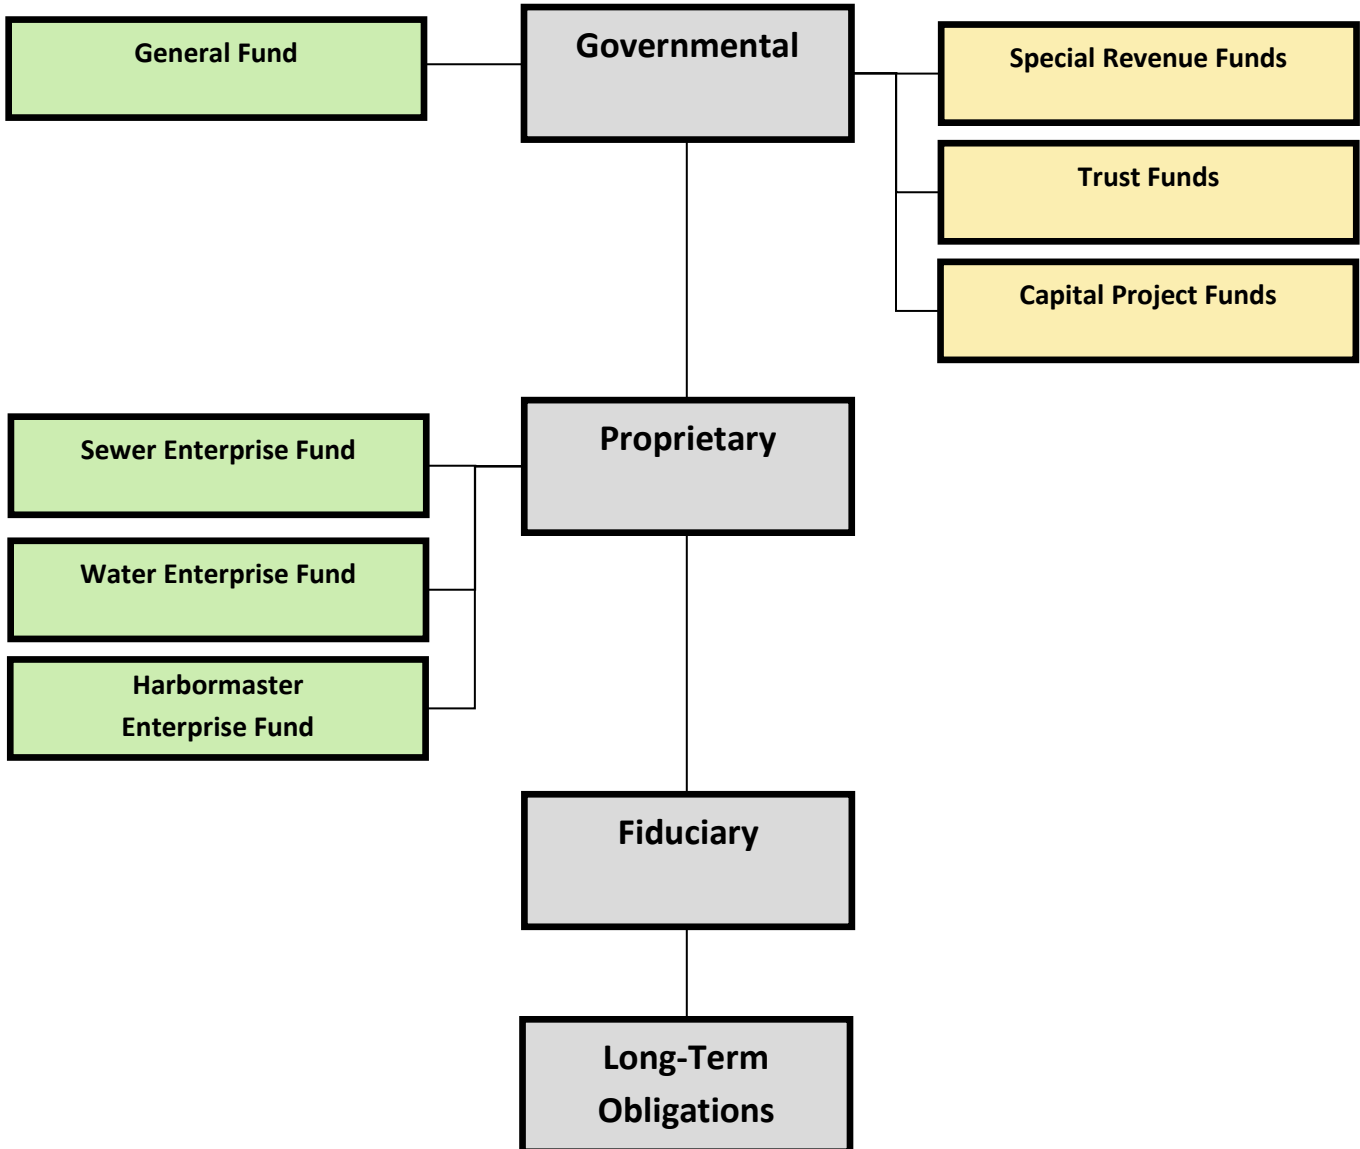 General Fund
Governmental
Special Revenue Funds
Trust Funds
Capital Project Funds
Sewer Enterprise Fund
Proprietary
Water Enterprise Fund
Harbormaster
Enterprise Fund
Fiduciary
Long-Term
Obligations